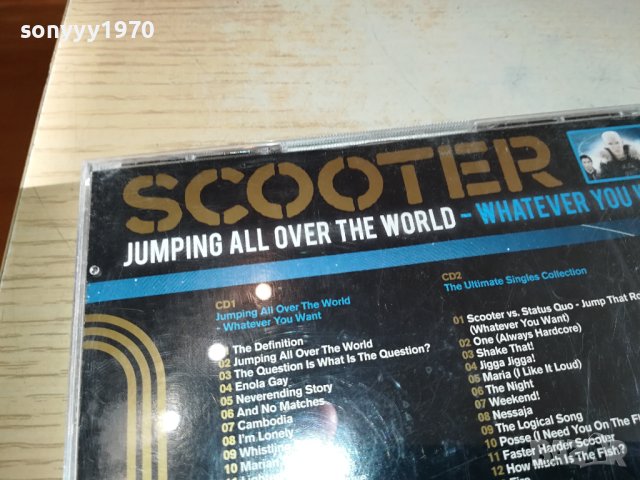 sonyyy1970
SCOOTER
JUMPING ALL OVER THE WORLD - WHATEVER YOU
CD1
Jumping All Over The World
- Whatever You Want
The Definition
02 Jumping All Over The World
03 The Question Is What Is The Question?
04 Enola Gay
05 Neverending Story
06 And No Matches
07 Cambodia
08 I'm Lonely
09 Whistling
10
CD2
The Ultimate Singles Collection
01 Scooter vs. Status Quo - Jump That
(Whatever You Want)
02 One (Always Hardcore)
03 Shake That!
04 Jigga Jigga!
05 Maria (I Like It Loud)
06 The Night
07 Weekend!
08 Nessaja
09 The Logical Song
10 Posse (I Need You On The
11 Faster Harder Scooter
12 How Much Is The Fish?